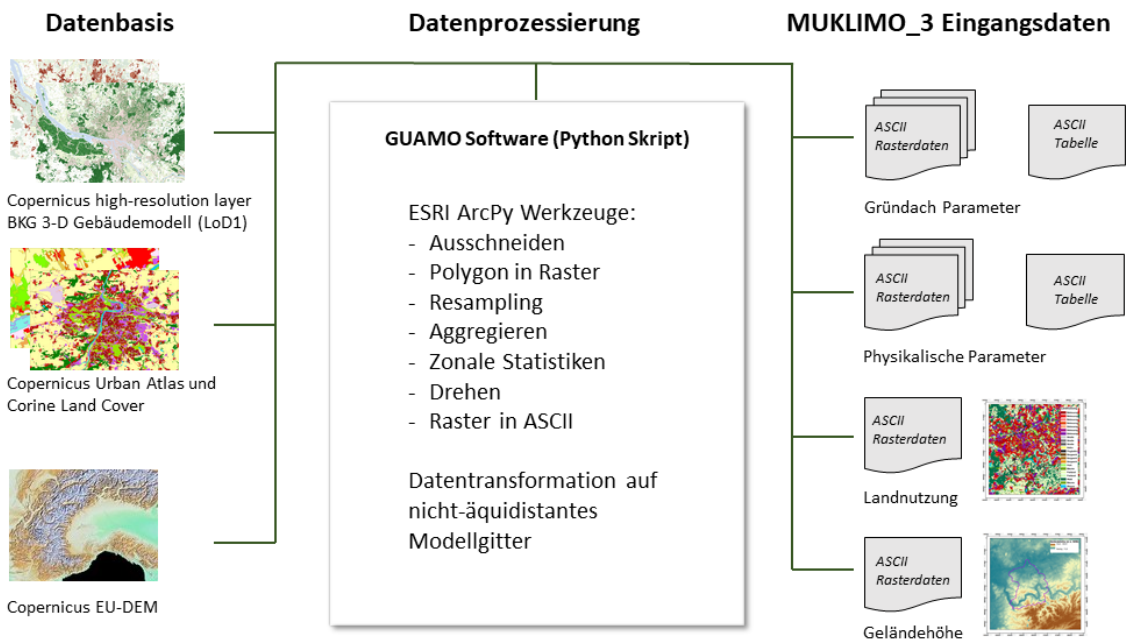 Datenbasis
Copernicus high-resolution layer
BKG 3-D Gebäudemodell (LoD1)
Copernicus Urban Atlas und
Corine Land Cover
Copernicus EU-DEM
Datenprozessierung
GUAMO Software (Python Skript)
ESRI ArcPy Werkzeuge:
- Ausschneiden
- Polygon in Raster
- Resampling
- Aggregieren
- Zonale Statistiken
- Drehen
- Raster in ASCII
Datentransformation auf
nicht-äquidistantes
Modellgitter
MUKLIMO_3 Eingangsdaten
ASCII
Rasterdaten
ASCII
Tabelle
Gründach Parameter
ASCII
Rasterdaten
ASCII
Tabelle
Physikalische Parameter
ASCII
Rasterdaten
Landnutzung
ASCII
Rasterdaten
Geländehöhe